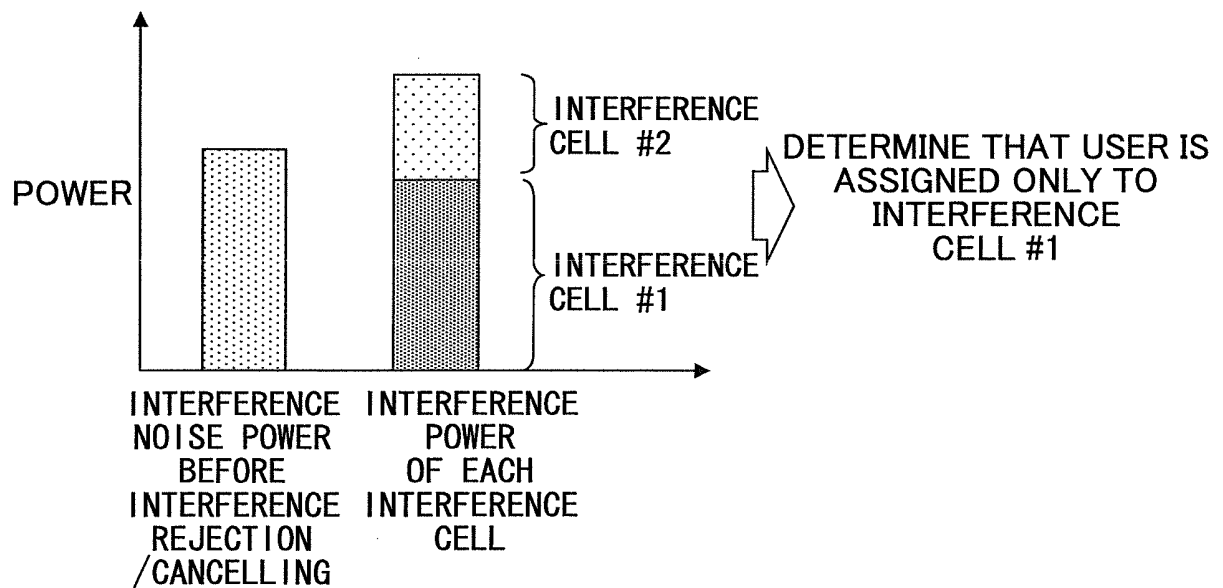 POWER
INTERFERENCE
CELL #2
INTERFERENCE
CELL #1
DETERMINE THAT USER IS
ASSIGNED ONLY TO
INTERFERENCE
CELL #1
INTERFERENCE
NOISE POWER
BEFORE
INTERFERENCE
REJECTION
/CANCELLING
INTERFERENCE
POWER
OF EACH
INTERFERENCE
CELL